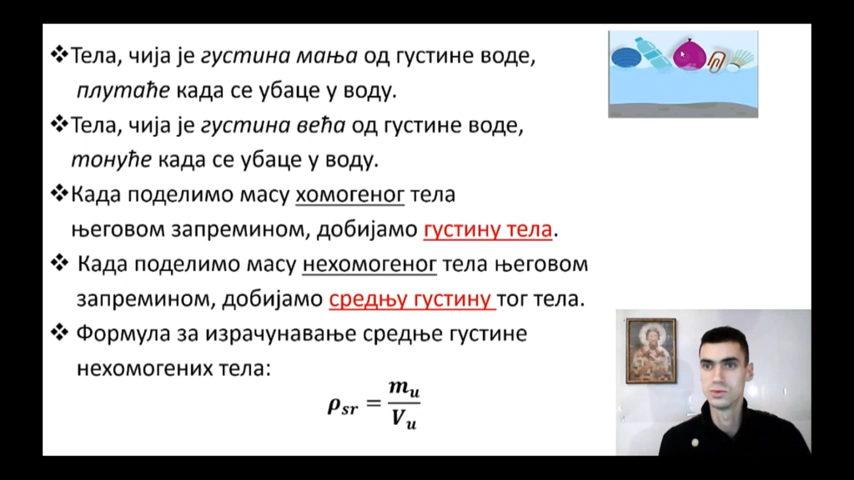 ❖Тела, чија је густина мања од густине воде,
плутаће када се убаце у воду.
❖Тела, чија је густина већа од густине воде,
тонуће када се убаце у воду.
❖Када поделимо масу хомогеног тела
његовом запремином, добијамо густину тела.
❖ Када поделимо масу нехомогеног тела његовом
запремином, добијамо средњу густину тог тела.
❖ Формула за израчунавање средње густине
нехомогених тела:
ρsr = mu / Vu